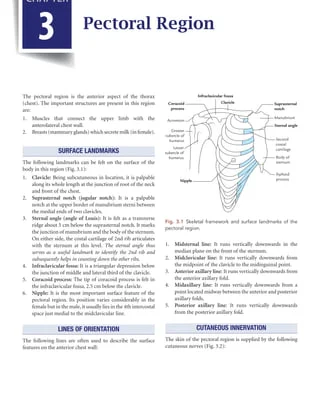 CHAPTER
3
Pectoral Region
The pectoral region is the anterior aspect of the thorax
(chest). The important structures are present in this region
are:
1. Muscles that connect the upper limb with the
anterolateral chest wall.
2. Breasts (mammary glands) which secrete milk (in female).
SURFACE LANDMARKS
The following landmarks can be felt on the surface of the
body in this region (Fig. 3.1):
1. Clavicle: Being subcutaneous in location, it is palpable
along its whole length at the junction of root of the neck
and front of the chest.
2. Suprasternal notch (jugular notch): It is a palpable
notch at the upper border of manubrium sterni between
the medial ends of two clavicles.
3. Sternal angle (angle of Louis): It is felt as a transverse
ridge about 5 cm below the suprasternal notch. It marks
the junction of manubrium and the body of the sternum.
On either side, the costal cartilage of 2nd rib articulates
with the sternum at this level. The sternal angle thus
serves as a useful landmark to identify the 2nd rib and
subsequently helps in counting down the other ribs.
4. Infraclavicular fossa: It is a triangular depression below
the junction of middle and lateral third of the clavicle.
5. Coracoid process: The tip of coracoid process is felt in
the infraclavicular fossa, 2.5 cm below the clavicle.
6. Nipple: It is the most important surface feature of the
pectoral region. Its position varies considerably in the
female but in the male, it usually lies in the 4th intercostal
space just medial to the midclavicular line.
LINES OF ORIENTATION
The following lines are often used to describe the surface
features on the anterior chest wall:
Infraclavicular fossa
Clavicle
Coracoid
process
Acromion
Greater
tubercle of
humerus
Lesser
tubercle of
humerus
Nipple
Suprasternal
notch
Manubrium
Sternal angle
Second
costal
cartilage
Body of
sternum
Xiphoid
process
Fig. 3.1 Skeletal framework and surface landmarks of the
pectoral region.
1. Midsternal line: It runs vertically downwards in the
median plane on the front of the sternum.
2. Midclavicular line: It runs vertically downwards from
the midpoint of the clavicle to the midinguinal point.
3. Anterior axillary line: It runs vertically downwards from
the anterior axillary fold.
4. Midaxillary line: It runs vertically downwards from a
point located midway between the anterior and posterior
axillary folds.
5. Posterior axillary line: It runs vertically downwards
from the posterior axillary fold.
CUTANEOUS INNERVATION
The skin of the pectoral region is supplied by the following
cutaneous nerves (Fig. 3.2):